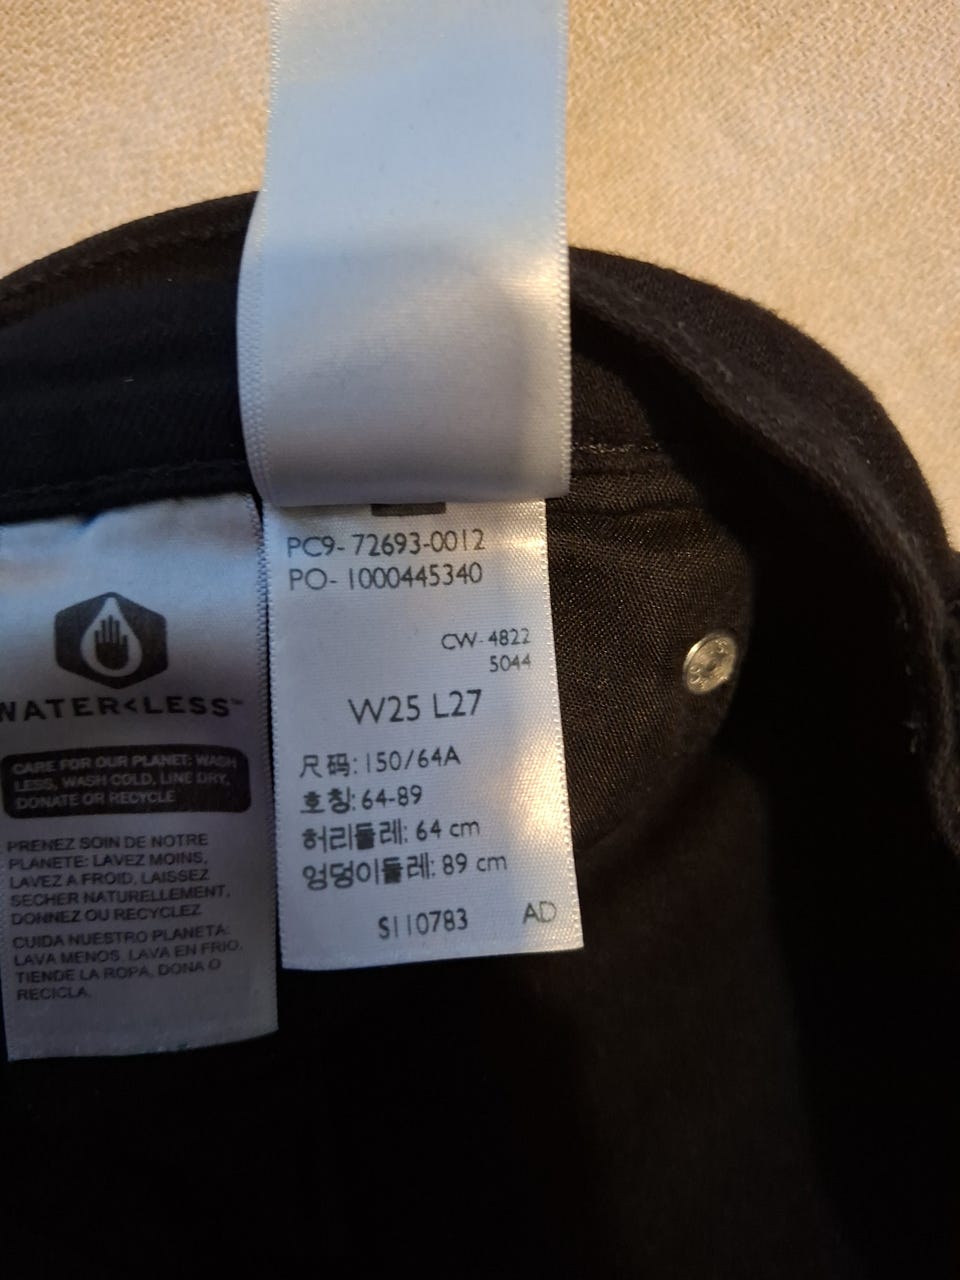 WATER<LESS™
CARE FOR OUR PLANET: WASH
LESS, WASH COLD, LINE DRY,
DONATE OR RECYCLE
PRENEZ SOIN DE NOTRE
PLANETE: LAVEZ MOINS,
LAVEZ A FROID, LAISSEZ
SECHER NATURELLEMENT,
DONNEZ OU RECYCLEZ
CUIDA NUESTRO PLANETA:
LAVA MENOS, LAVA EN FRIO,
TIENDE LA ROPA, DONA O
RECICLA.
PC9- 72693-0012
PO- 1000445340
CW- 4822
5044
W25 L27
尺码: 150/64A
호칭: 64-89
허리둘레: 64 cm
엉덩이둘레: 89 cm
S110783 AD